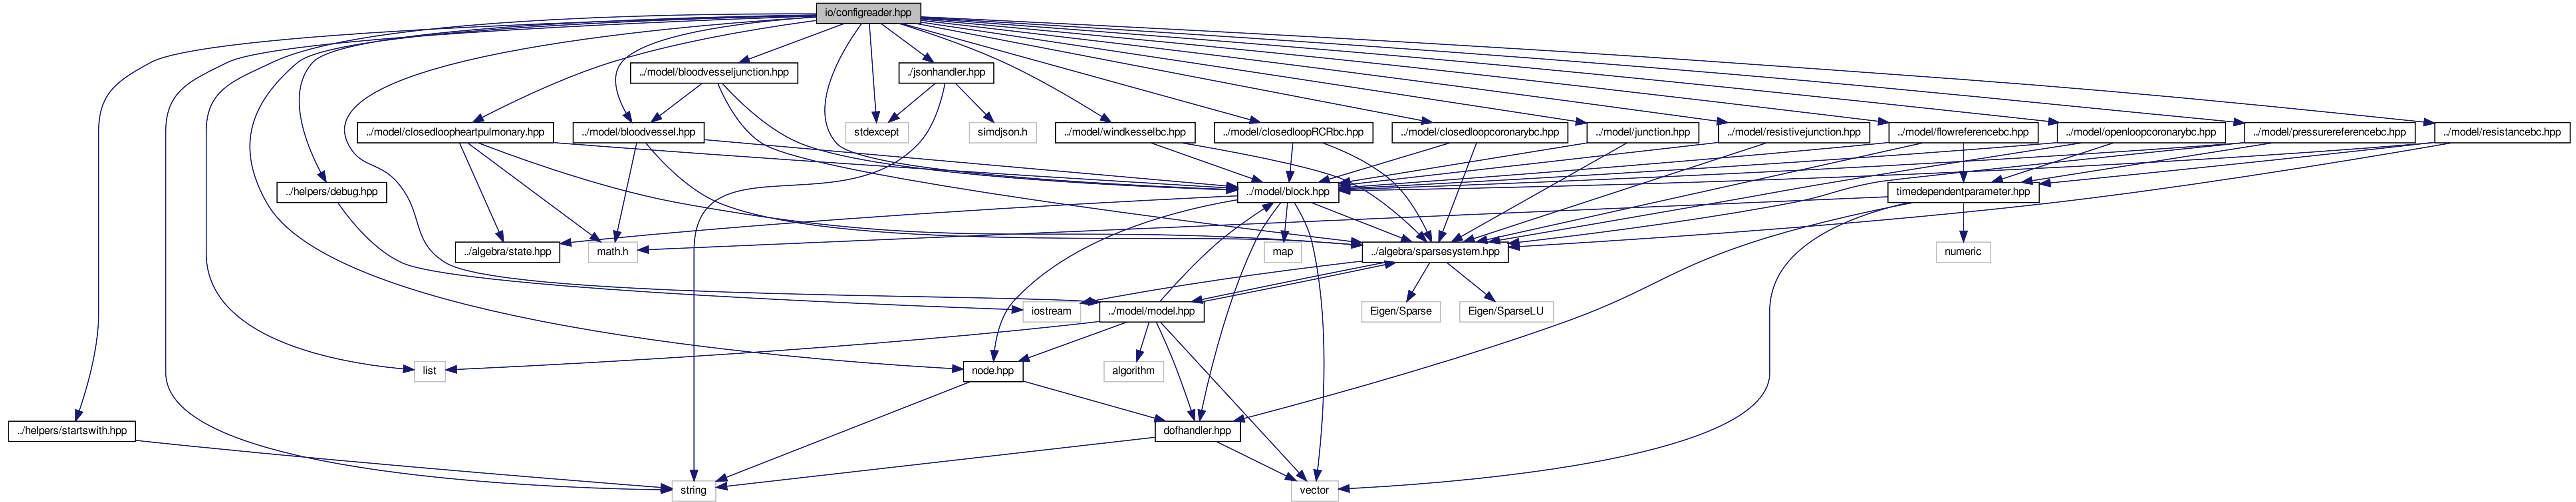 io/configreader.hpp
../model/bloodvesseljunction.hpp
./jsonhandler.hpp
../model/closedloopheartpulmonary.hpp
../model/bloodvessel.hpp
stdexcept
simdjson.h
../model/windkesselbc.hpp
../model/closedloopRCRbc.hpp
../model/closedloopcoronarybc.hpp
../model/junction.hpp
../model/resistivejunction.hpp
../model/flowreferencebc.hpp
../model/openloopcoronarybc.hpp
../model/pressurereferencebc.hpp
../model/resistancebc.hpp
../helpers/debug.hpp
../model/block.hpp
timedependentparameter.hpp
../algebra/state.hpp
math.h
map
../algebra/sparsesystem.hpp
numeric
iostream
../model/model.hpp
Eigen/Sparse
Eigen/SparseLU
list
node.hpp
algorithm
../helpers/startswith.hpp
dofhandler.hpp
string
vector